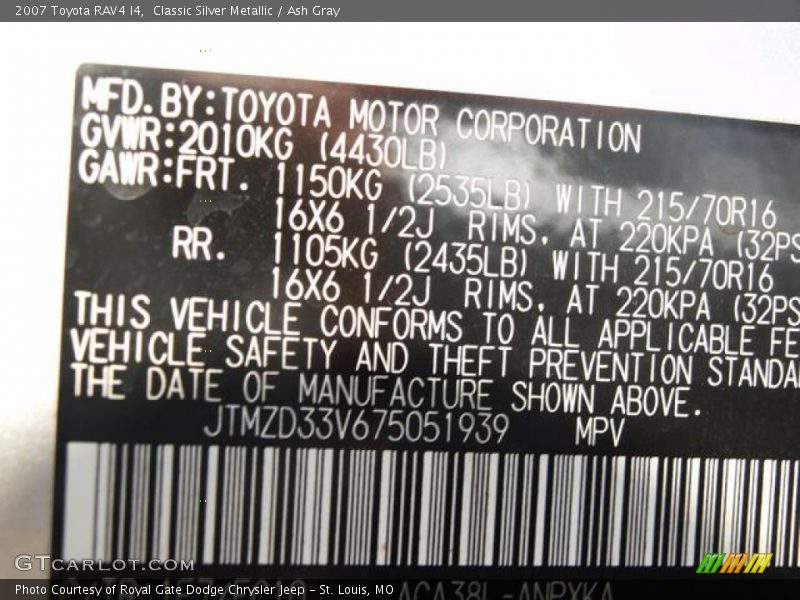 2007 Toyota RAV4 I4,  Classic Silver Metallic / Ash Gray
MFD.BY:TOYOTA MOTOR CORPORATION
GVWR:2010KG (4430LB)
GAWR:FRT. 1150KG (2535LB) WITH 215/70R16
16X6 1/2J RIMS, AT 220KPA (32PS
RR. 1105KG (2435LB) WITH 215/70R16
16X6 1/2J RIMS, AT 220KPA (32PS
THIS VEHICLE CONFORMS TO ALL APPLICABLE FE
VEHICLE SAFETY AND THEFT PREVENTION STANDA
THE DATE OF MANUFACTURE SHOWN ABOVE.
JTMZD33V675051939 MPV
GTCARLOT.COM
ACA38L-ANPYKA
Photo Courtesy of Royal Gate Dodge Chrysler Jeep - St. Louis, MO